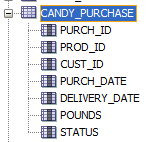 CANDY_PURCHASE
PURCH_ID
PROD_ID
CUST_ID
PURCH_DATE
DELIVERY_DATE
POUNDS
STATUS